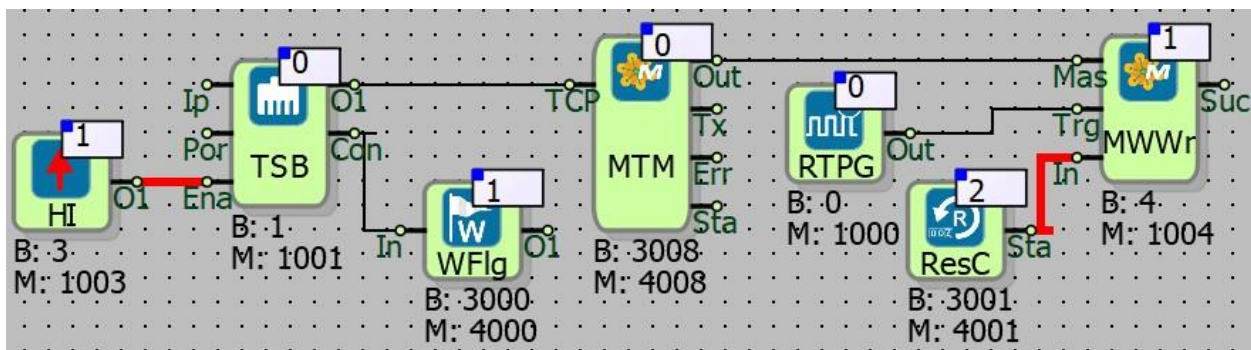 1
O1
HI
B: 3
M: 1003
0
Ip
Por
Ena
O1
Con
TSB
B: 1
M: 1001
1
In
W
O1
WFlg
B: 3000
M: 4000
0
M
TCP
Out
Tx
Err
Sta
MTM
B: 3008
M: 4008
0
Out
RTPG
B: 0
M: 1000
2
R
Sta
ResC
B: 3001
M: 4001
1
M
Mas
Trg
In
Suc
MWWr
B: 4
M: 1004